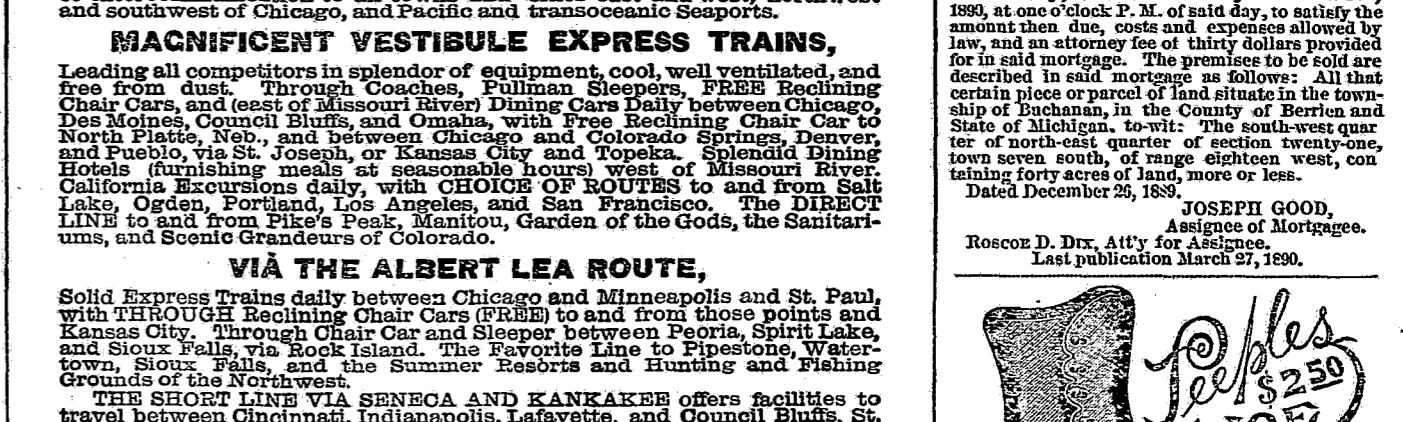 and southwest of Chicago, and Pacific and transoceanic Seaports.
MAGNIFICENT VESTIBULE EXPRESS TRAINS,
Leading all competitors in splendor of equipment, cool, well ventilated, and
free from dust. Through Coaches, Pullman Sleepers, FREE Reclining
Chair Cars, and (east of Missouri River) Dining Cars Daily between Chicago,
Des Moines, Council Bluffs, and Omaha, with Free Reclining Chair Car to
North Platte, Neb., and between Chicago and Colorado Springs, Denver,
and Pueblo, via St. Joseph, or Kansas City and Topeka. Splendid Dining
Hotels (furnishing meals at seasonable hours) west of Missouri River.
California Excursions daily, with CHOICE OF ROUTES to and from Salt
Lake, Ogden, Portland, Los Angeles, and San Francisco. The DIRECT
LINE to and from Pike's Peak, Manitou, Garden of the Gods, the Sanitari-
ums, and Scenic Grandeurs of Colorado.
VIA THE ALBERT LEA ROUTE,
Solid Express Trains daily between Chicago and Minneapolis and St. Paul,
with THROUGH Reclining Chair Cars (FREE) to and from those points and
Kansas City. Through Chair Car and Sleeper between Peoria, Spirit Lake,
and Sioux Falls, via Rock Island. The Favorite Line to Pipestone, Water-
town, Sioux Falls, and the Summer Resorts and Hunting and Fishing
Grounds of the Northwest.
THE SHORT LINE VIA SENECA AND KANKAKEE offers facilities to
travel between Cincinnati, Indianapolis, Lafayette, and Council Bluffs, St.
1890, at one o'clock P. M. of said day, to satisfy the
amount then due, costs and expenses allowed by
law, and an attorney fee of thirty dollars provided
for in said mortgage. The premises to be sold are
described in said mortgage as follows: All that
certain piece or parcel of land situate in the town-
ship of Buchanan, in the County of Berrien and
State of Michigan, to-wit: The south-west quar
ter of north-east quarter of section twenty-one,
town seven south, of range eighteen west, con
taining forty acres of land, more or less.
Dated December 26, 1889.
JOSEPH GOOD,
Assignee of Mortgagee.
ROSCOE D. DIX, Att'y for Assignee.
Last publication March 27, 1890.
Peeples
$2.50